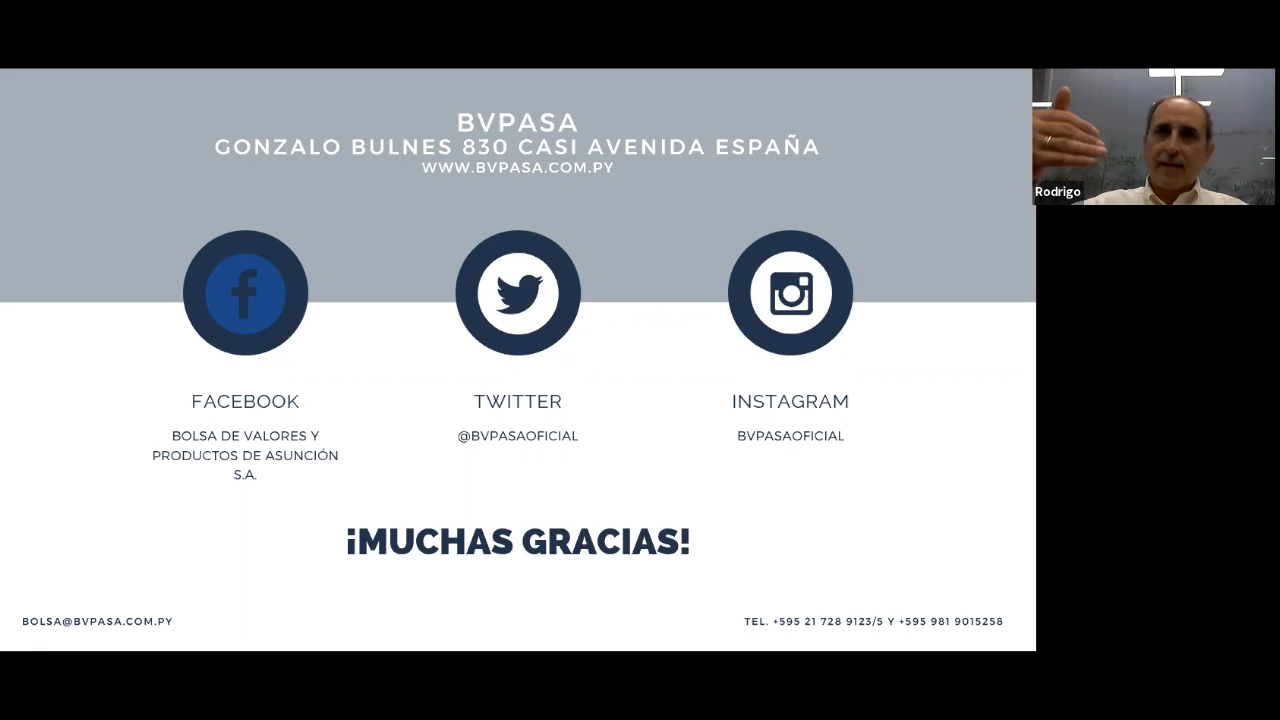 BVPASA
GONZALO BULNES 830 CASI AVENIDA ESPAÑA
WWW.BVPASA.COM.PY
Rodrigo
FACEBOOK
BOLSA DE VALORES Y
PRODUCTOS DE ASUNCIÓN
S.A.
TWITTER
@BVPASAOFICIAL
INSTAGRAM
BVPASAOFICIAL
¡MUCHAS GRACIAS!
BOLSA@BVPASA.COM.PY
TEL. +595 21 728 9123/5 Y +595 981 9015258